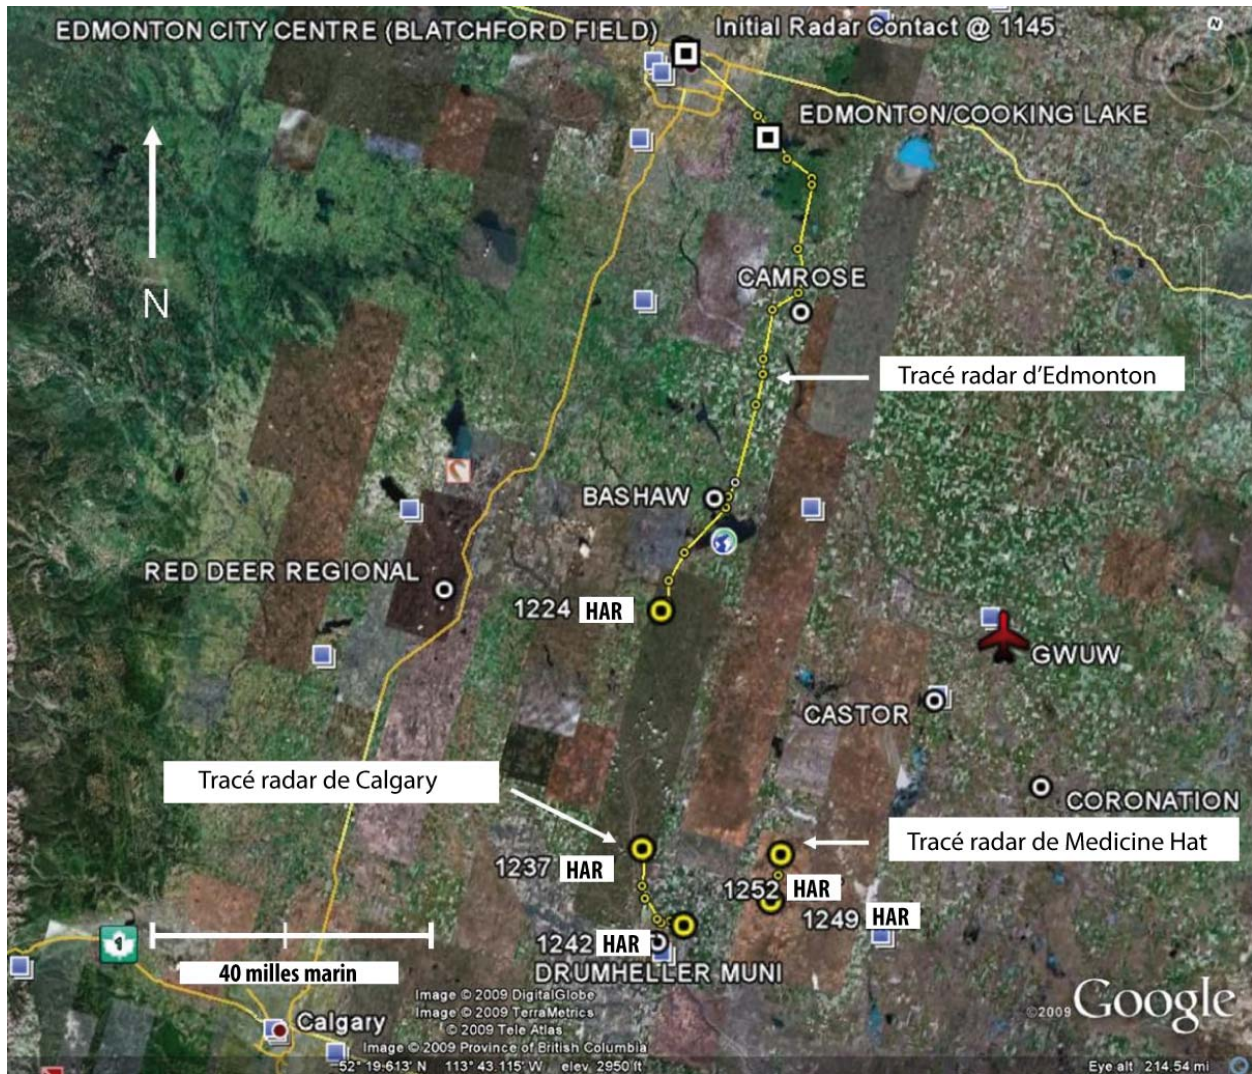 EDMONTON CITY CENTRE (BLATCHFORD FIELD)
Initial Radar Contact @ 1145
N
EDMONTON/COOKING LAKE
N
CAMROSE
Tracé radar d'Edmonton
BASHAW
RED DEER REGIONAL
1224 HAR
GWUW
CASTOR
Tracé radar de Calgary
CORONATION
Tracé radar de Medicine Hat
1237 HAR
1252 HAR
1249 HAR
1
1242 HAR
40 milles marin
DRUMHELLER MUNI
Image © 2009 DigitalGlobe
Image © 2009 TerraMetrics
© 2009 Tele Atlas
Image © 2009 Province of British Columbia
©2009 Google
Calgary
52° 19.613' N 113° 43.115' W elev 2950 ft
Eye alt 214.54 mi